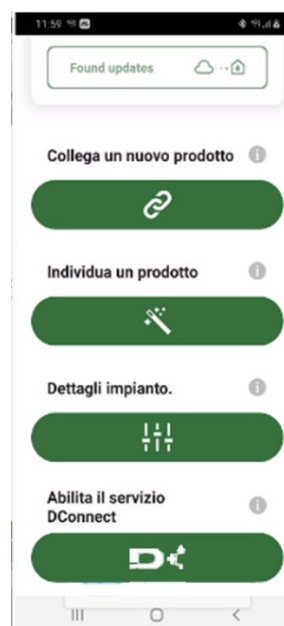 11:59
Found updates
Collega un nuovo prodotto
Individua un prodotto
Dettagli impianto.
Abilita il servizio
DConnect
D